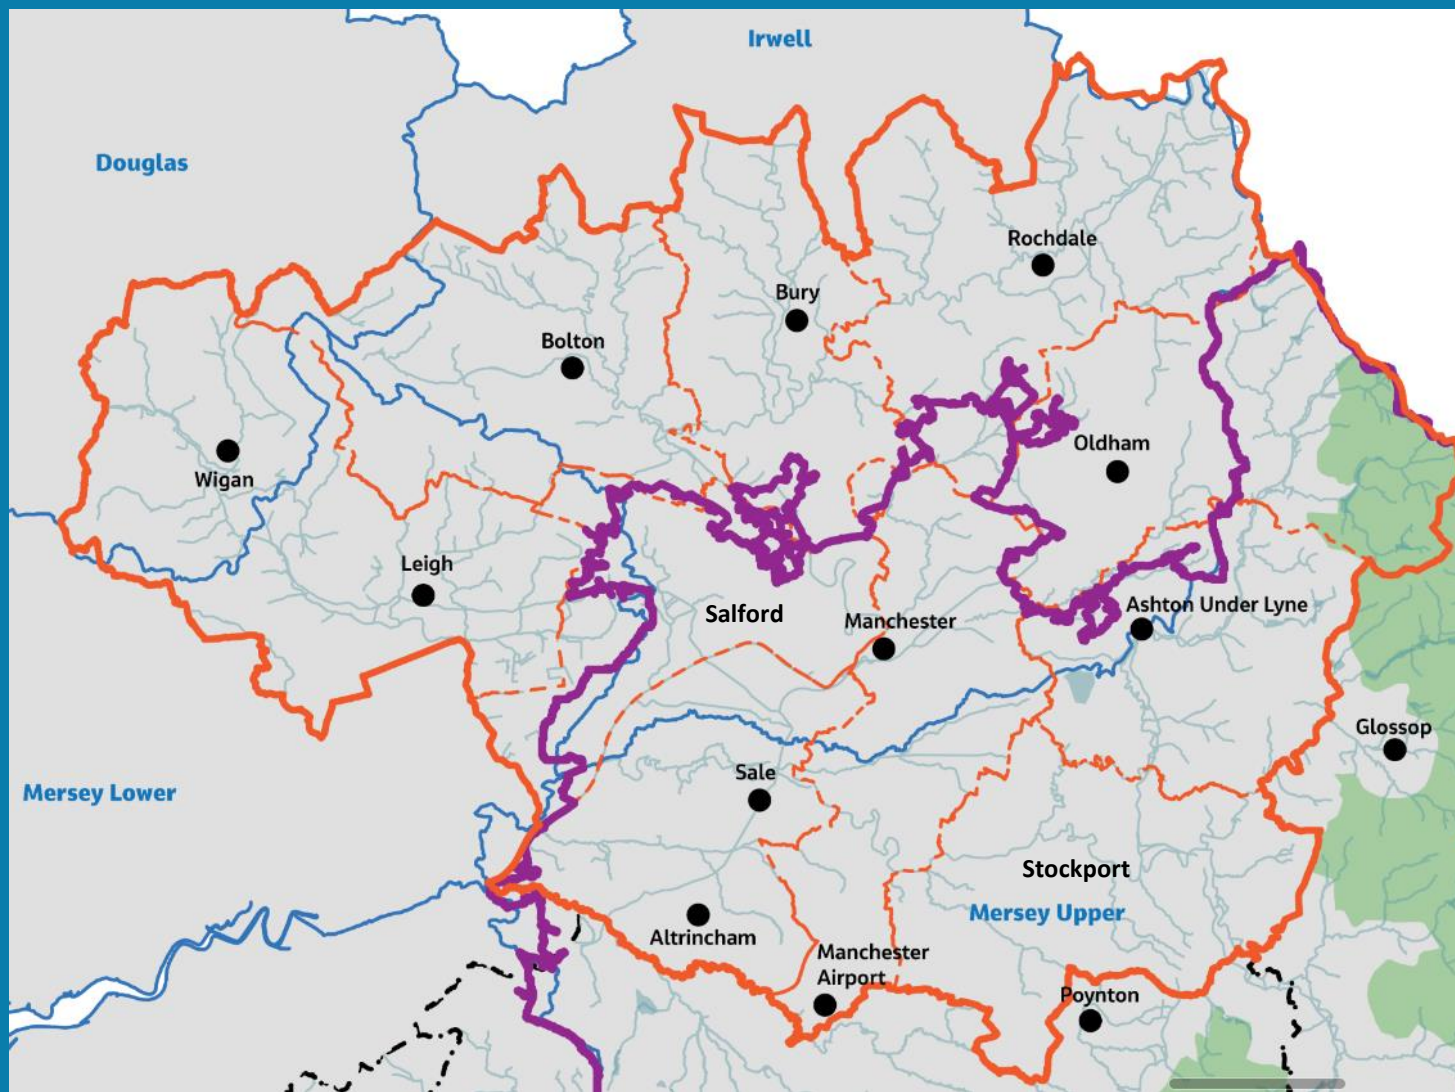 Irwell
Douglas
Rochdale
Bury
Bolton
Oldham
Wigan
Leigh
Salford
Ashton Under Lyne
Manchester
Glossop
Sale
Mersey Lower
Stockport
Mersey Upper
Altrincham
Manchester
Airport
Poynton